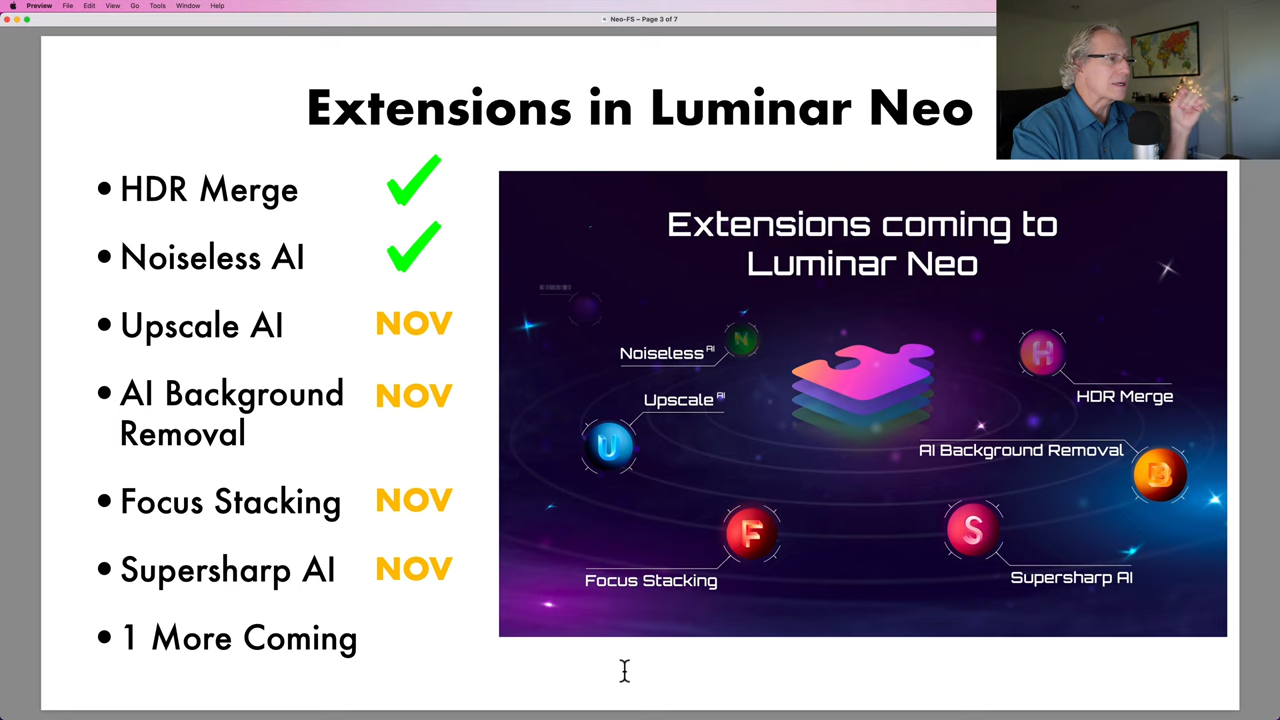 Preview File Edit View Go Tools Window Help
Neo-FS – Page 3 of 7
Extensions in Luminar Neo
• HDR Merge
• Noiseless AI
• Upscale AI NOV
• AI Background NOV
Removal
• Focus Stacking NOV
• Supersharp AI NOV
• 1 More Coming
Extensions coming to
Luminar Neo
N
Noiseless AI
H
HDR Merge
Upscale AI
U
AI Background Removal
B
F
Focus Stacking
S
Supersharp AI